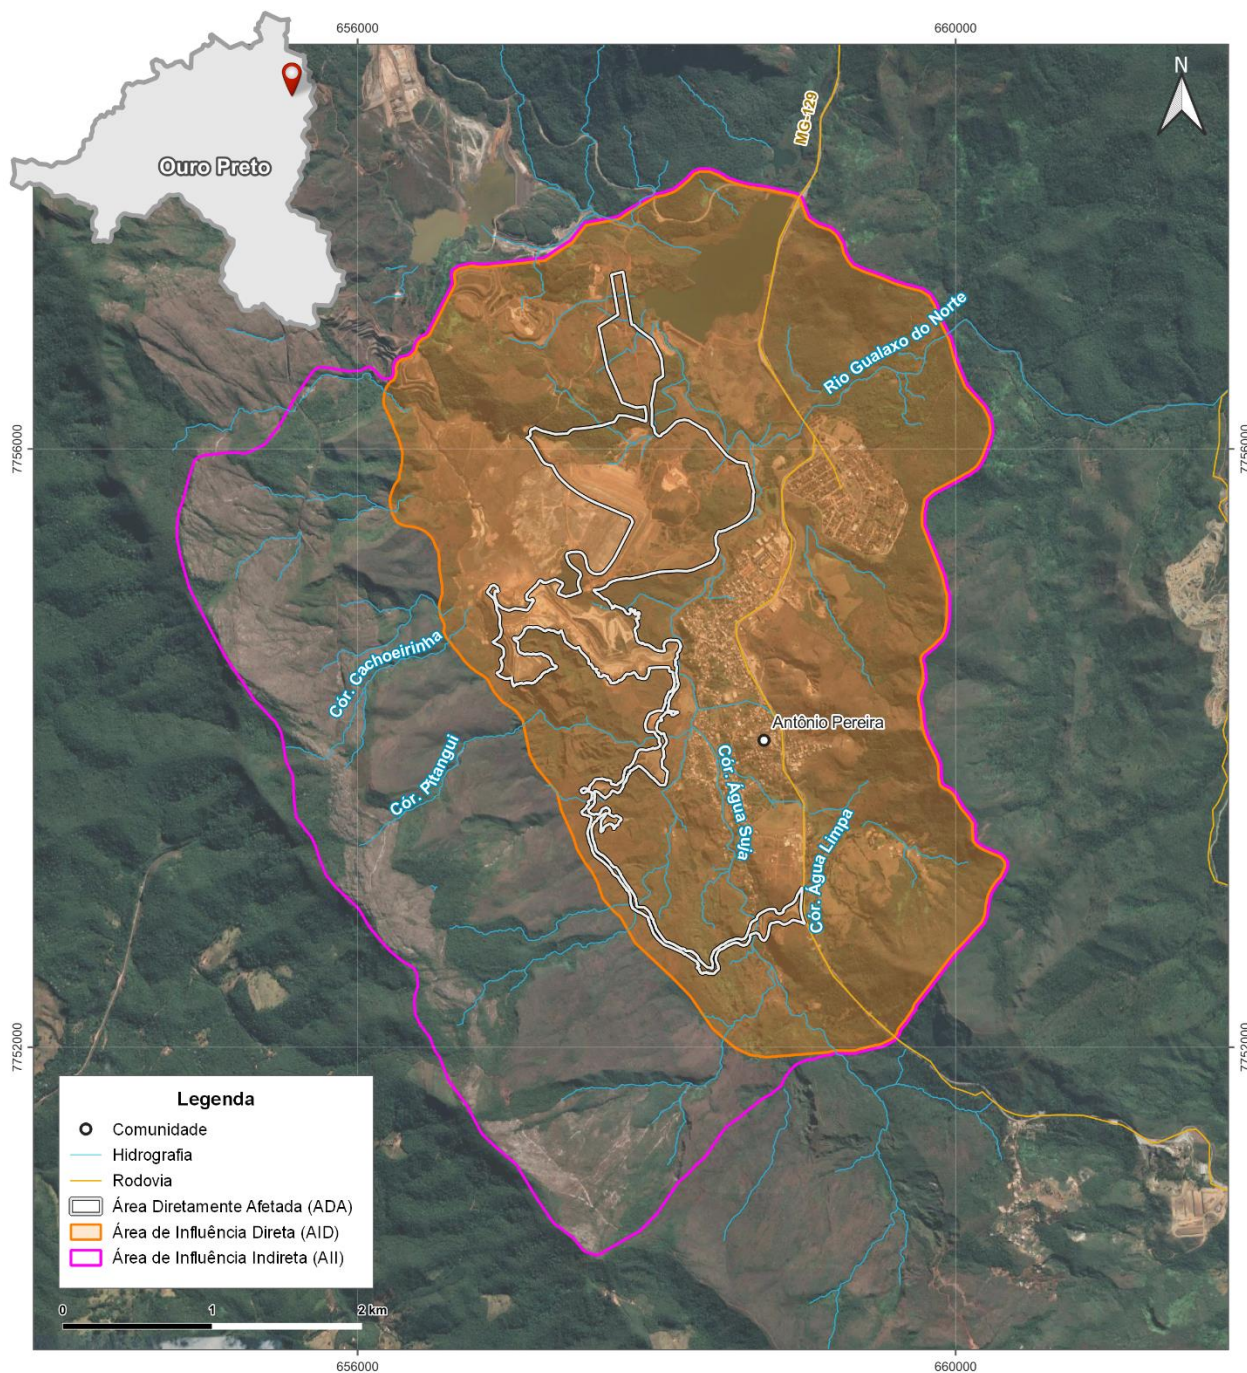 656000
660000
N
MG-129
Ouro Preto
Rio Gualaxo do Norte
7756000
7756000
Cór. Cachoeirinha
Antônio Pereira
Cór. Pitangui
Cór. Água Suja
Cór. Água Limpa
7752000
7752000
Legenda
Comunidade
Hidrografia
Rodovia
Área Diretamente Afetada (ADA)
Área de Influência Direta (AID)
Área de Influência Indireta (AII)
0 1 2 km
656000
660000